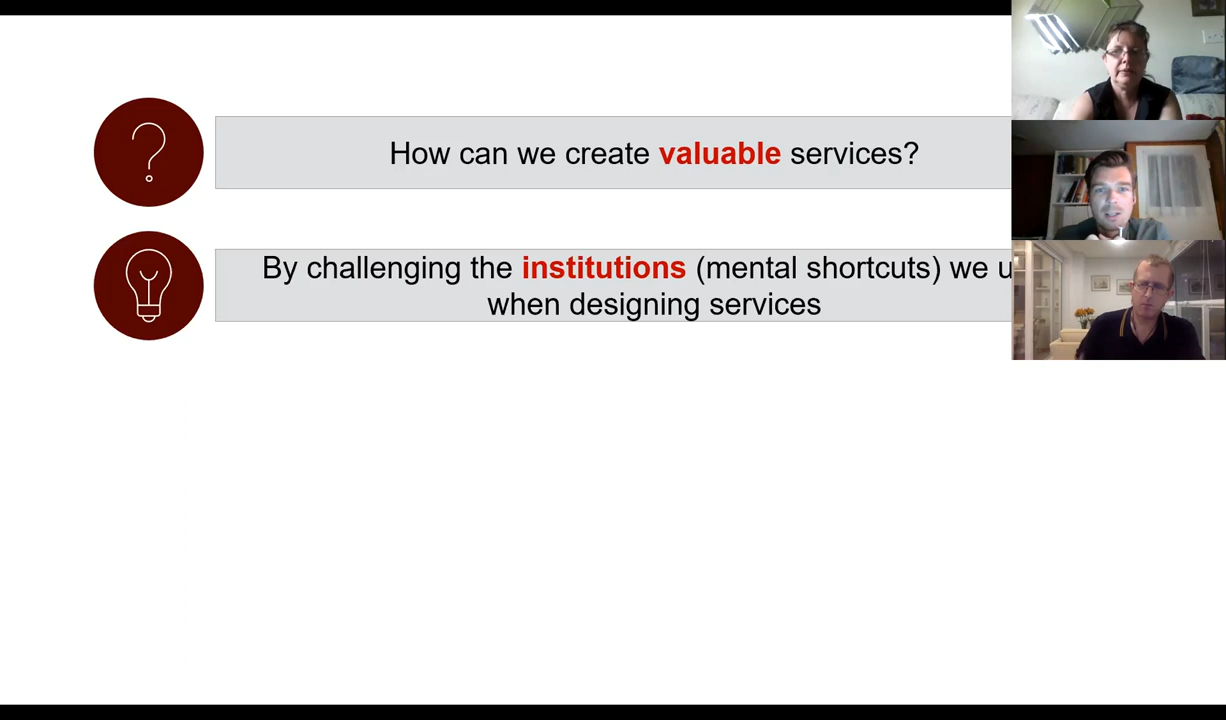 How can we create valuable services?
By challenging the institutions (mental shortcuts) we
when designing services